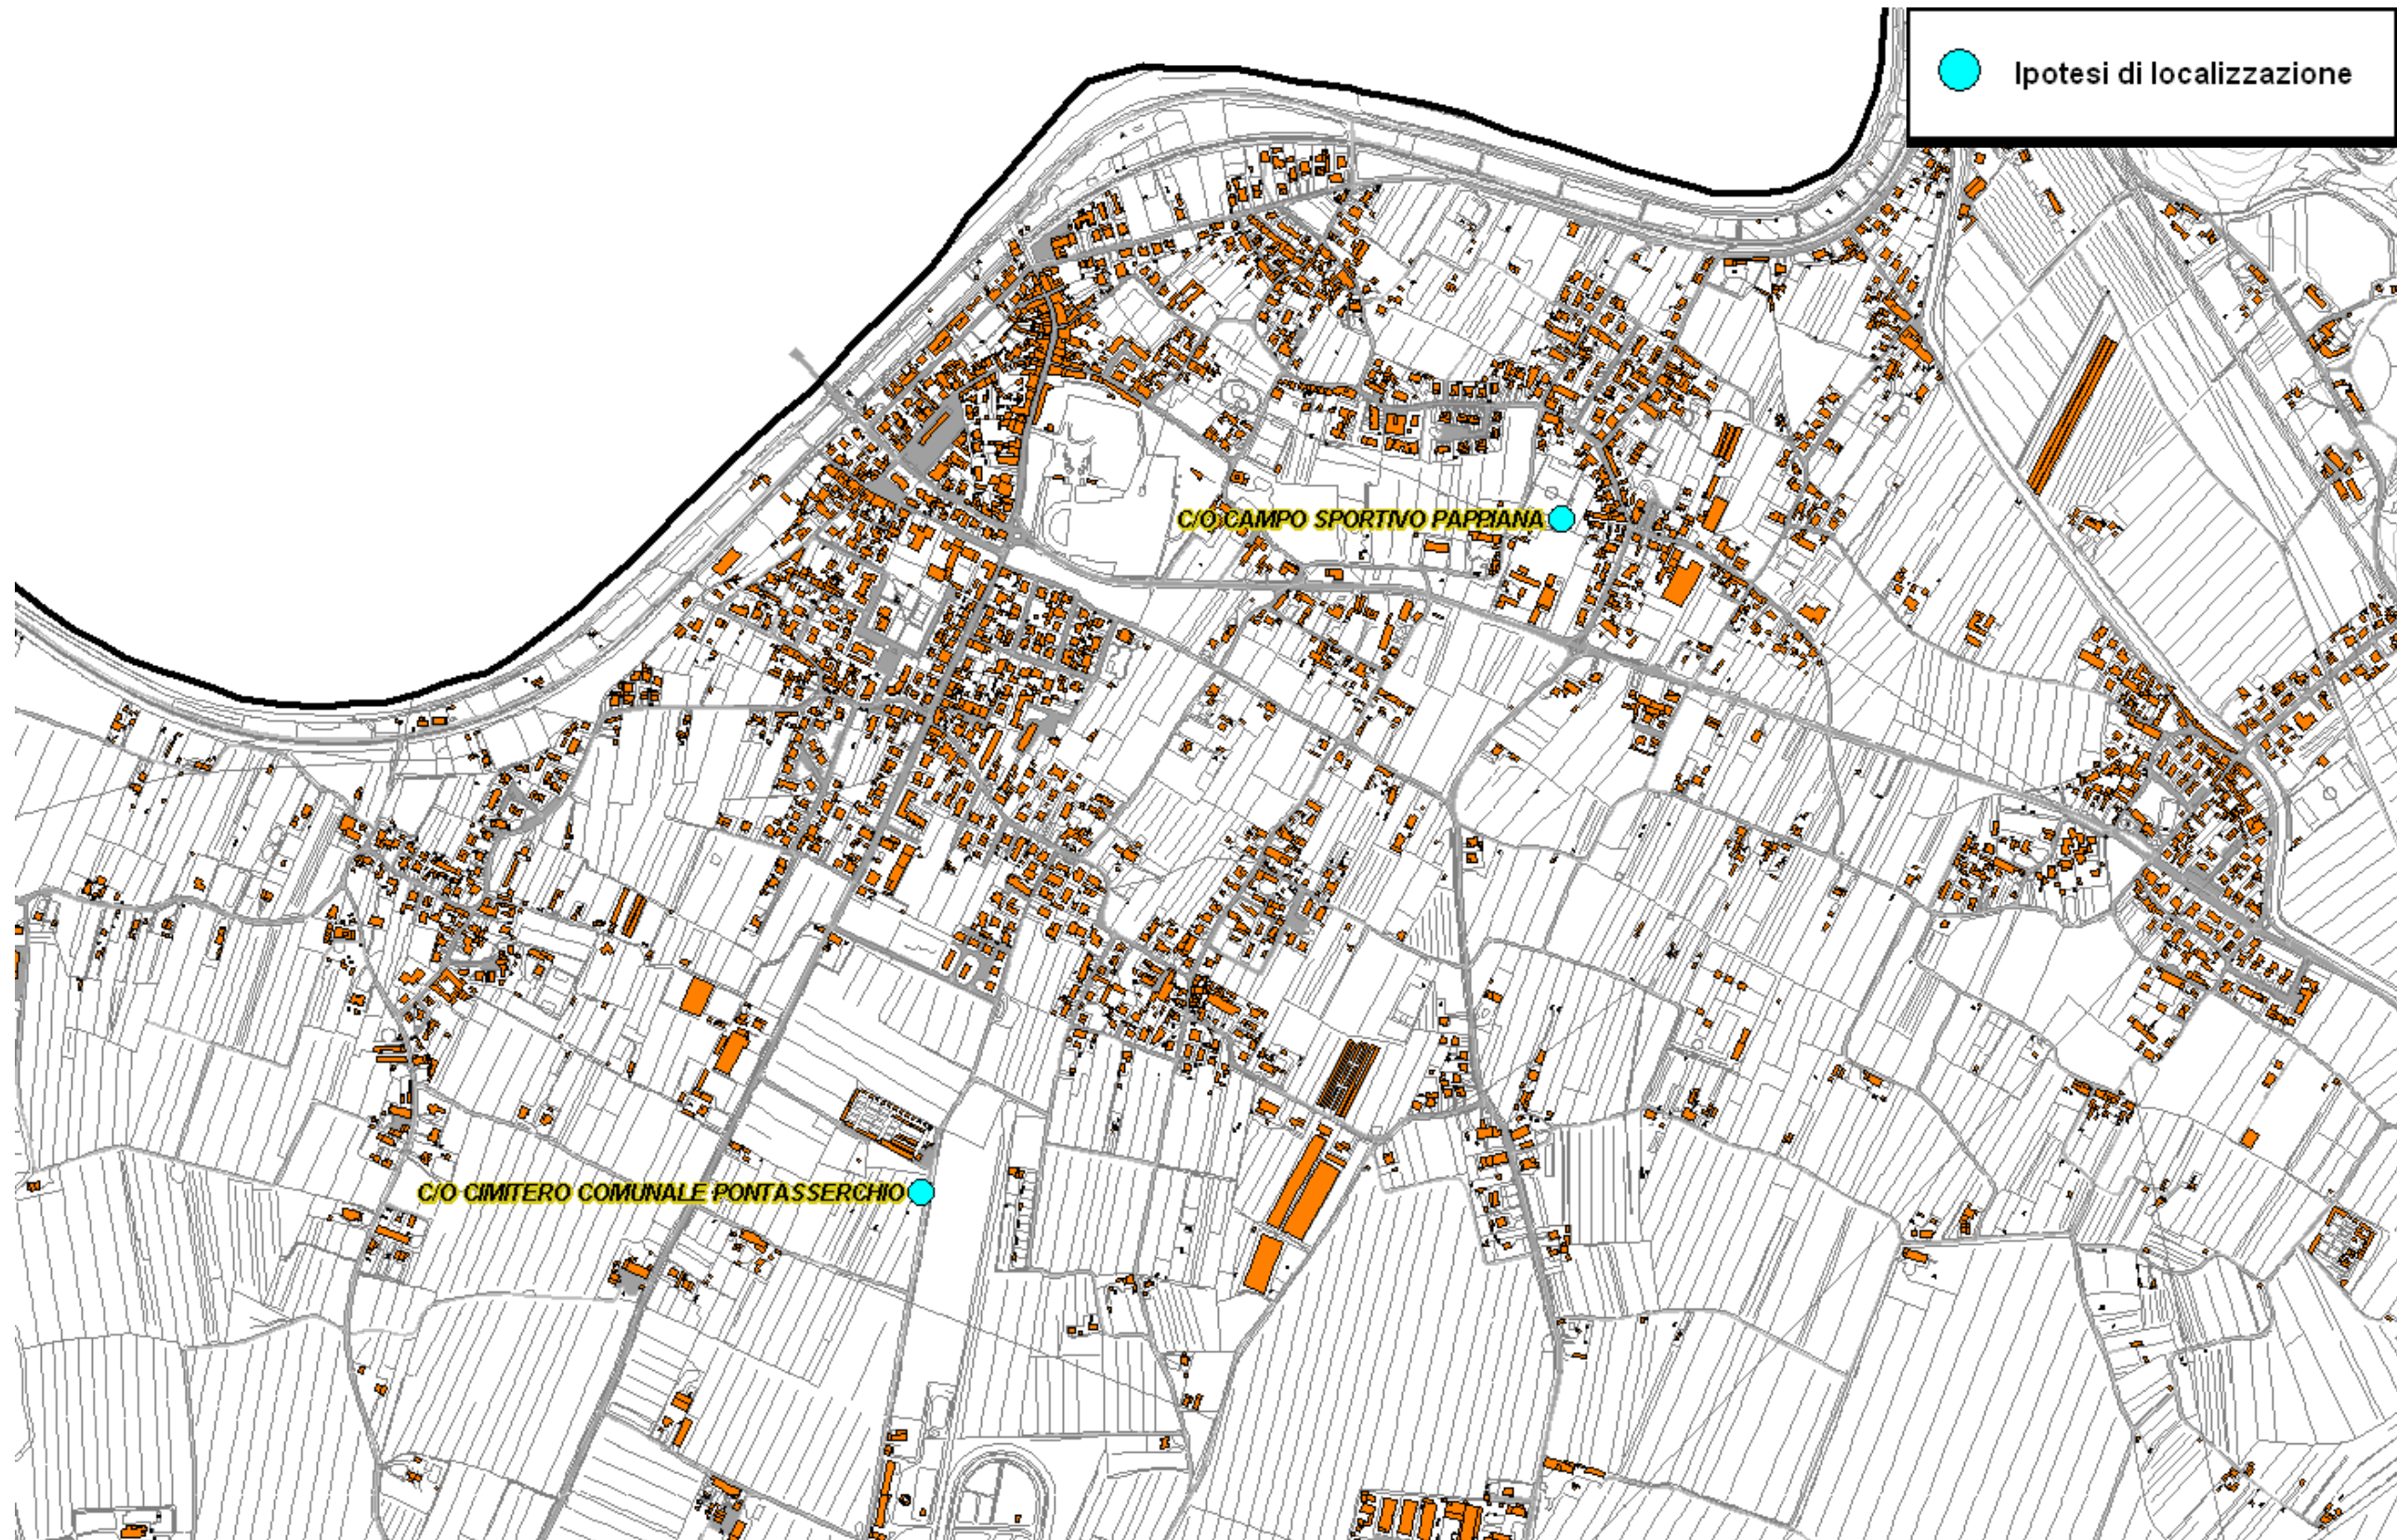 Ipotesi di localizzazione
C/O CAMPO SPORTIVO PAPPIANA
C/O CIMITERO COMUNALE PONTASSERCHIO